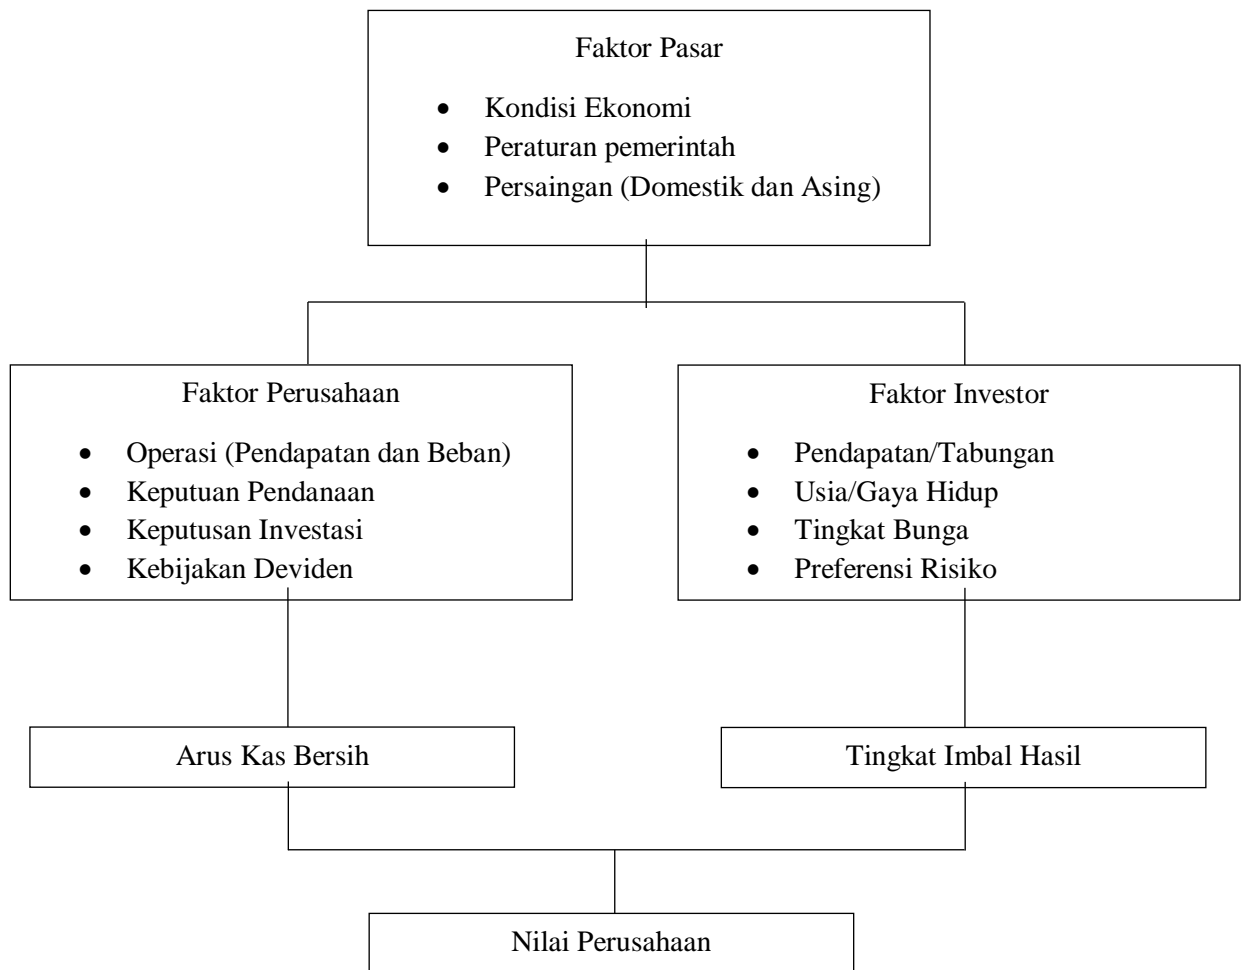 Faktor Pasar
• Kondisi Ekonomi
• Peraturan pemerintah
• Persaingan (Domestik dan Asing)
Faktor Perusahaan
• Operasi (Pendapatan dan Beban)
• Keputuan Pendanaan
• Keputusan Investasi
• Kebijakan Deviden
Faktor Investor
• Pendapatan/Tabungan
• Usia/Gaya Hidup
• Tingkat Bunga
• Preferensi Risiko
Arus Kas Bersih
Tingkat Imbal Hasil
Nilai Perusahaan